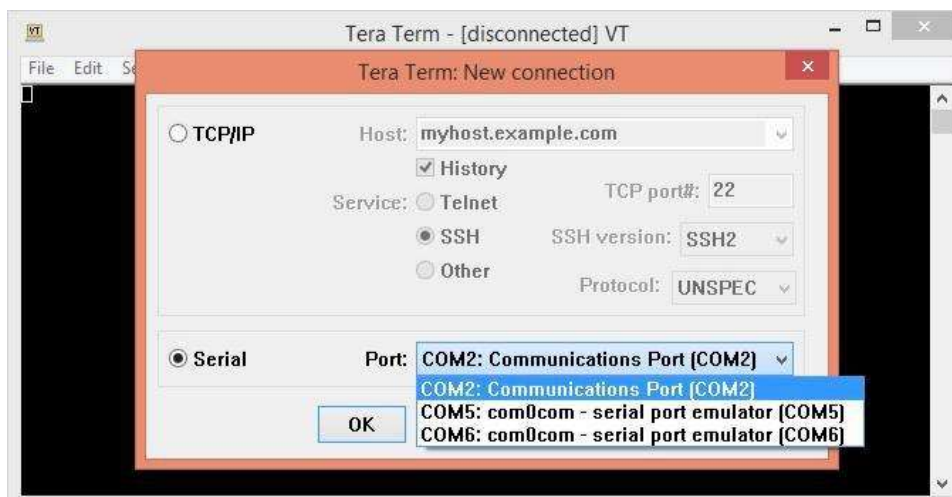 VT
Tera Term - [disconnected] VT
File Edit
Tera Term: New connection
TCP/IP
Host: myhost.example.com
History
Service: Telnet
TCP port#: 22
SSH
SSH version: SSH2
Other
Protocol: UNSPEC
Serial
Port: COM2: Communications Port (COM2)
COM2: Communications Port (COM2)
COM5: com0com - serial port emulator (COM5)
COM6: com0com - serial port emulator (COM6)
OK